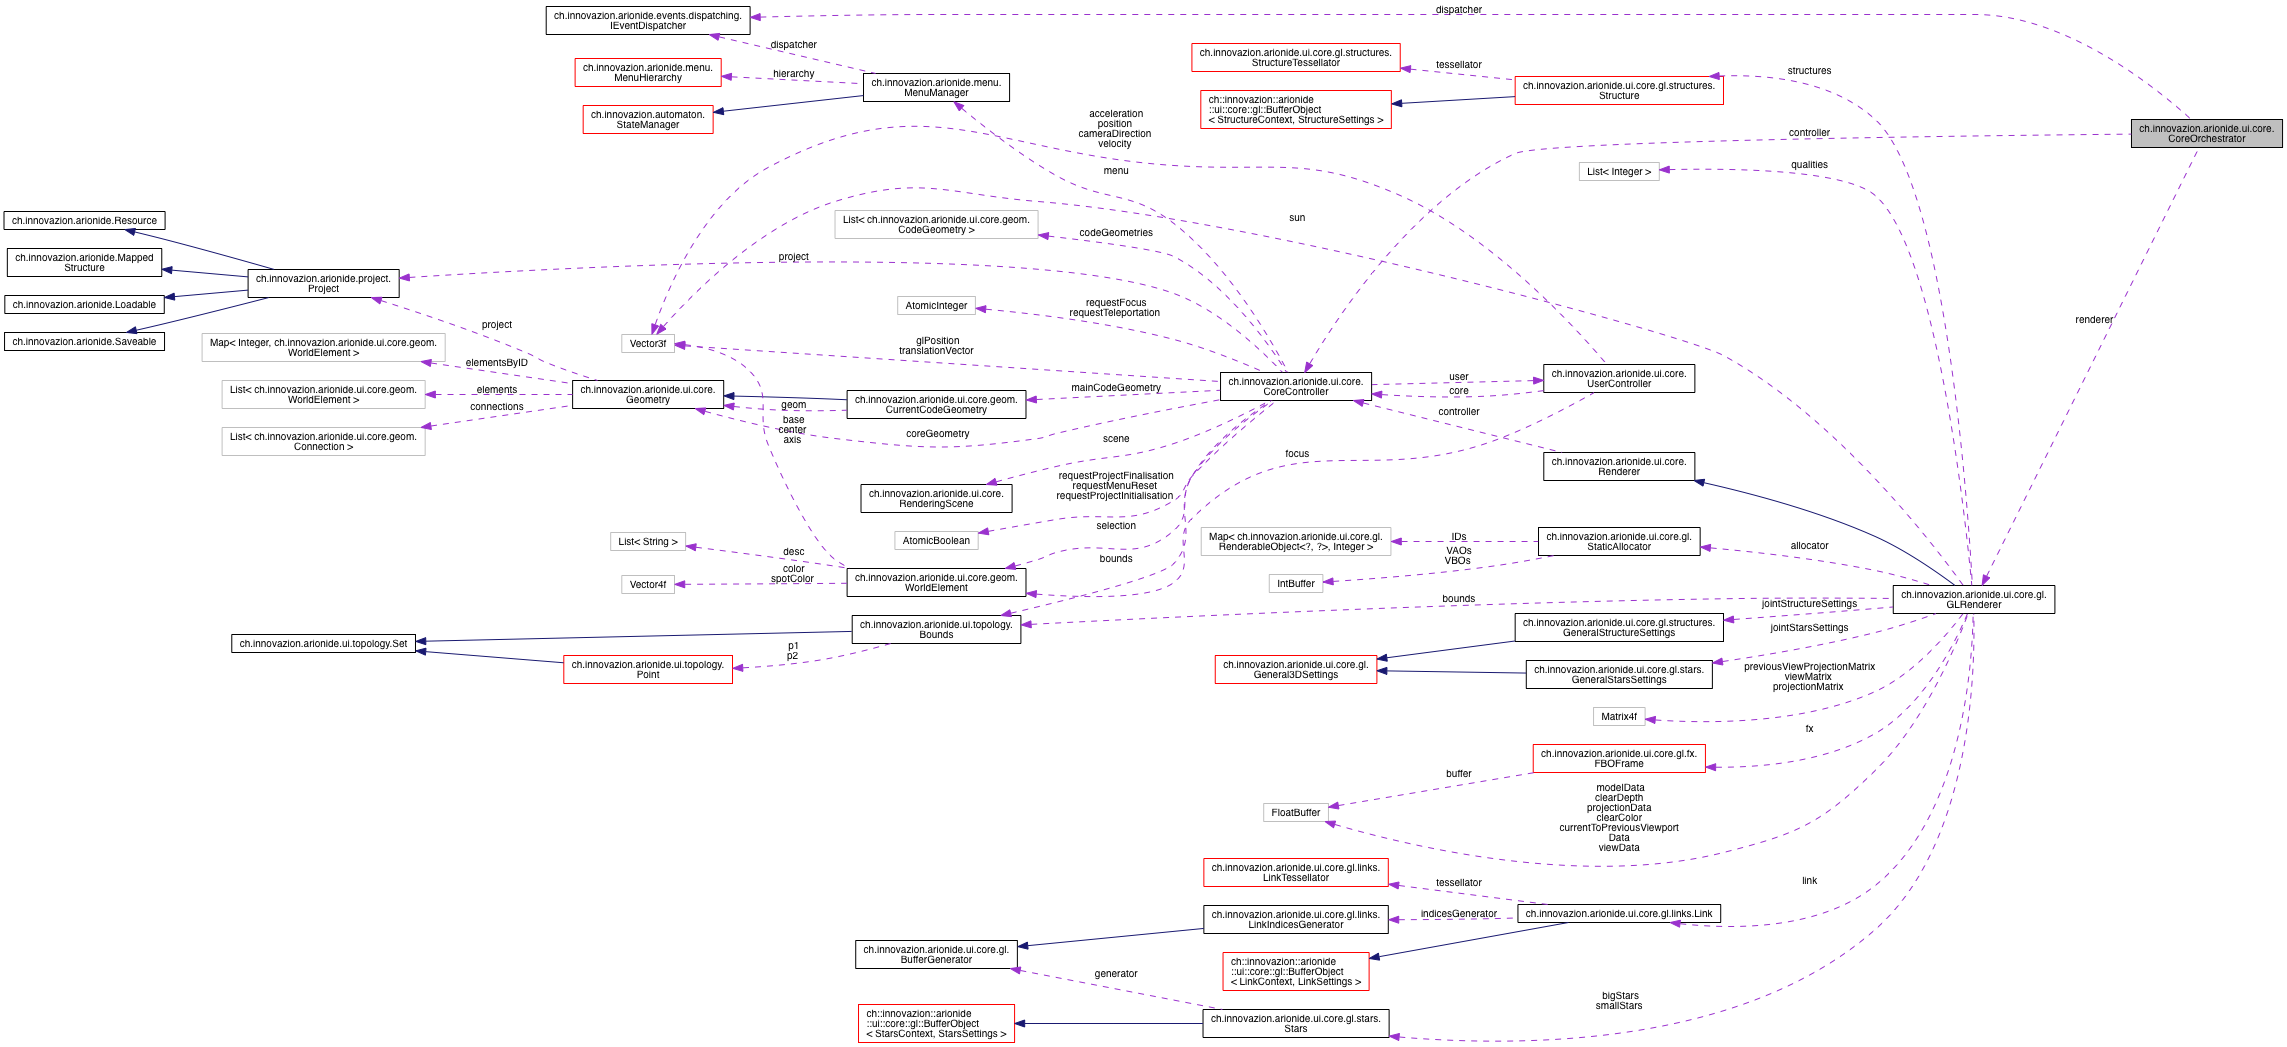 ch.innovazion.arionide.events.dispatching.
IEventDispatcher
dispatcher
dispatcher
ch.innovazion.arionide.menu.
MenuHierarchy
hierarchy
ch.innovazion.arionide.menu.
MenuManager
ch.innovazion.automaton.
StateManager
ch.innovazion.arionide.ui.core.gl.structures.
StructureTessellator
tessellator
ch.innovazion.arionide.ui.core.gl.structures.
Structure
structures
ch::innovazion::arionide
::ui::core::gl::BufferObject
< StructureContext, StructureSettings >
acceleration
position
cameraDirection
velocity
controller
ch.innovazion.arionide.ui.core.
CoreOrchestrator
menu
List< Integer >
qualities
ch.innovazion.arionide.Resource
ch.innovazion.arionide.Mapped
Structure
ch.innovazion.arionide.Loadable
ch.innovazion.arionide.Saveable
ch.innovazion.arionide.project.
Project
List< ch.innovazion.arionide.ui.core.geom.
CodeGeometry >
codeGeometries
sun
project
AtomicInteger
requestFocus
requestTeleportation
project
Vector3f
glPosition
translationVector
renderer
Map< Integer, ch.innovazion.arionide.ui.core.geom.
WorldElement >
elementsByID
List< ch.innovazion.arionide.ui.core.geom.
WorldElement >
elements
connections
List< ch.innovazion.arionide.ui.core.geom.
Connection >
ch.innovazion.arionide.ui.core.
Geometry
geom
base
center
axis
ch.innovazion.arionide.ui.core.geom.
CurrentCodeGeometry
mainCodeGeometry
coreGeometry
ch.innovazion.arionide.ui.core.
CoreController
user
core
controller
ch.innovazion.arionide.ui.core.
UserController
scene
focus
ch.innovazion.arionide.ui.core.
Renderer
ch.innovazion.arionide.ui.core.
RenderingScene
requestProjectFinalisation
requestMenuReset
requestProjectInitialisation
AtomicBoolean
selection
List< String >
desc
Vector4f
color
spotColor
ch.innovazion.arionide.ui.core.geom.
WorldElement
bounds
Map< ch.innovazion.arionide.ui.core.gl.
RenderableObject<?, ?>, Integer >
IDs
VAOs
VBOs
IntBuffer
ch.innovazion.arionide.ui.core.gl.
StaticAllocator
allocator
ch.innovazion.arionide.ui.core.gl.
GLRenderer
bounds
ch.innovazion.arionide.ui.topology.Set
ch.innovazion.arionide.ui.topology.
Bounds
p1
p2
ch.innovazion.arionide.ui.topology.
Point
jointStructureSettings
ch.innovazion.arionide.ui.core.gl.structures.
GeneralStructureSettings
jointStarsSettings
ch.innovazion.arionide.ui.core.gl.
General3DSettings
ch.innovazion.arionide.ui.core.gl.stars.
GeneralStarsSettings
previousViewProjectionMatrix
viewMatrix
projectionMatrix
Matrix4f
fx
ch.innovazion.arionide.ui.core.gl.fx.
FBOFrame
buffer
FloatBuffer
modelData
clearDepth
projectionData
clearColor
currentToPreviousViewport
Data
viewData
ch.innovazion.arionide.ui.core.gl.links.
LinkTessellator
tessellator
link
ch.innovazion.arionide.ui.core.gl.links.
LinkIndicesGenerator
indicesGenerator
ch.innovazion.arionide.ui.core.gl.links.Link
ch.innovazion.arionide.ui.core.gl.
BufferGenerator
ch::innovazion::arionide
::ui::core::gl::BufferObject
< LinkContext, LinkSettings >
generator
bigStars
smallStars
ch::innovazion::arionide
::ui::core::gl::BufferObject
< StarsContext, StarsSettings >
ch.innovazion.arionide.ui.core.gl.stars.
Stars